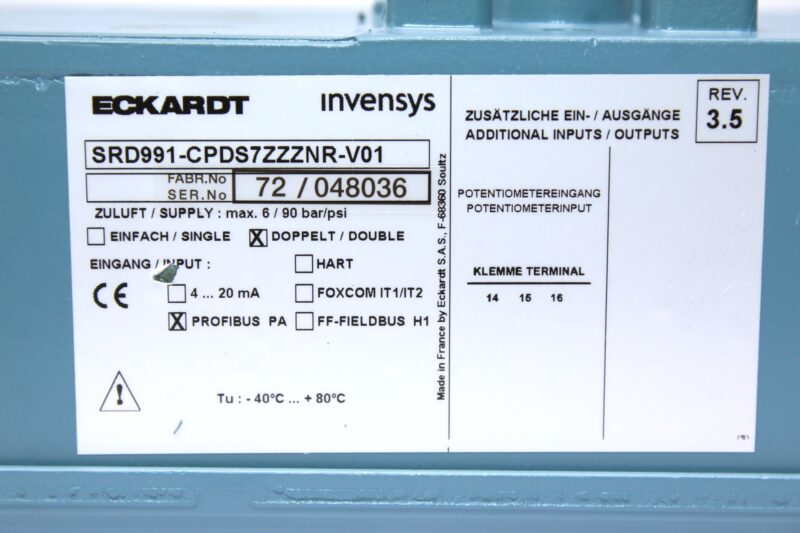 ECKARDT
invensys
SRD991-CPDS7ZZZNR-V01
FABR.No
SER.No
72 / 048036
ZULUFT / SUPPLY : max. 6 / 90 bar/psi
EINFACH / SINGLE
X DOPPELT / DOUBLE
EINGANG / INPUT :
HART
CE
4 ... 20 mA
FOXCOM IT1/IT2
X PROFIBUS PA
FF-FIELDBUS H1
!
Tu : - 40°C ... + 80°C
Made in France by Eckardt S.A.S., F-68360 Soultz
ZUSÄTZLICHE EIN- / AUSGÄNGE
ADDITIONAL INPUTS / OUTPUTS
REV.
3.5
POTENTIOMETEREINGANG
POTENTIOMETERINPUT
KLEMME TERMINAL
14 15 16